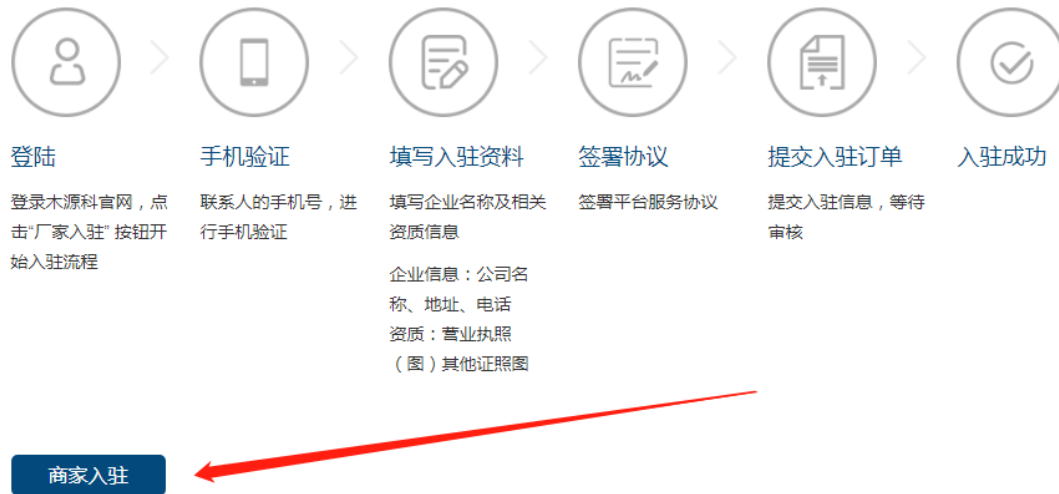 登陆
登录木源科官网，点
击“厂家入驻” 按钮开
始入驻流程
手机验证
联系人的手机号，进
行手机验证
填写入驻资料
填写企业名称及相关
资质信息
企业信息：公司名
称、地址、电话
资质：营业执照
（图）其他证照图
签署协议
签署平台服务协议
提交入驻订单
提交入驻信息，等待
审核
入驻成功
商家入驻